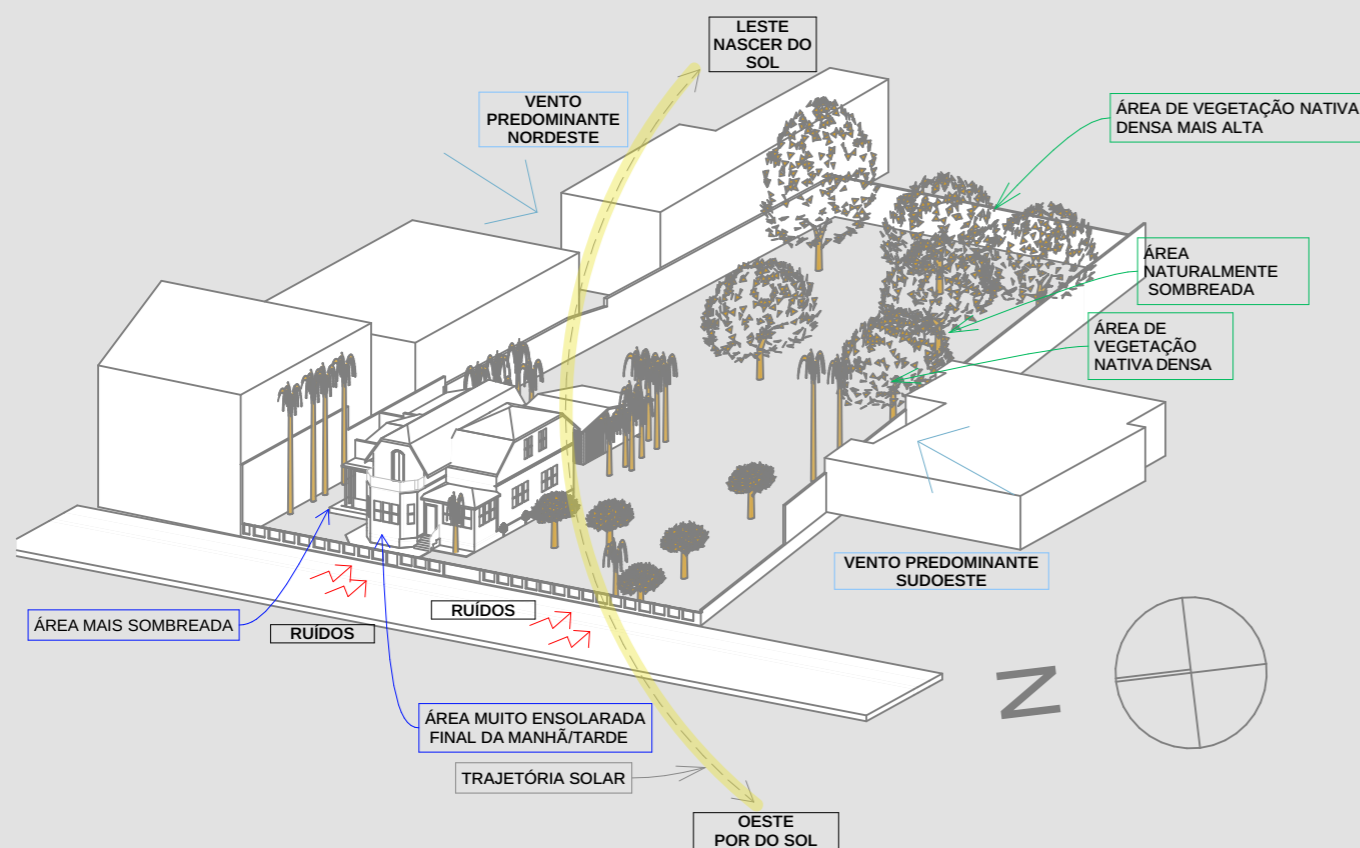 LESTE
NASCER DO
SOL
VENTO
PREDOMINANTE
NORDESTE
ÁREA DE VEGETAÇÃO NATIVA
DENSA MAIS ALTA
ÁREA
NATURALMENTE
SOMBREADA
ÁREA DE
VEGETAÇÃO
NATIVA DENSA
VENTO PREDOMINANTE
SUDOESTE
RUÍDOS
ÁREA MAIS SOMBREADA
RUÍDOS
N
ÁREA MUITO ENSOLARADA
FINAL DA MANHÃ/TARDE
TRAJETÓRIA SOLAR
OESTE
POR DO SOL